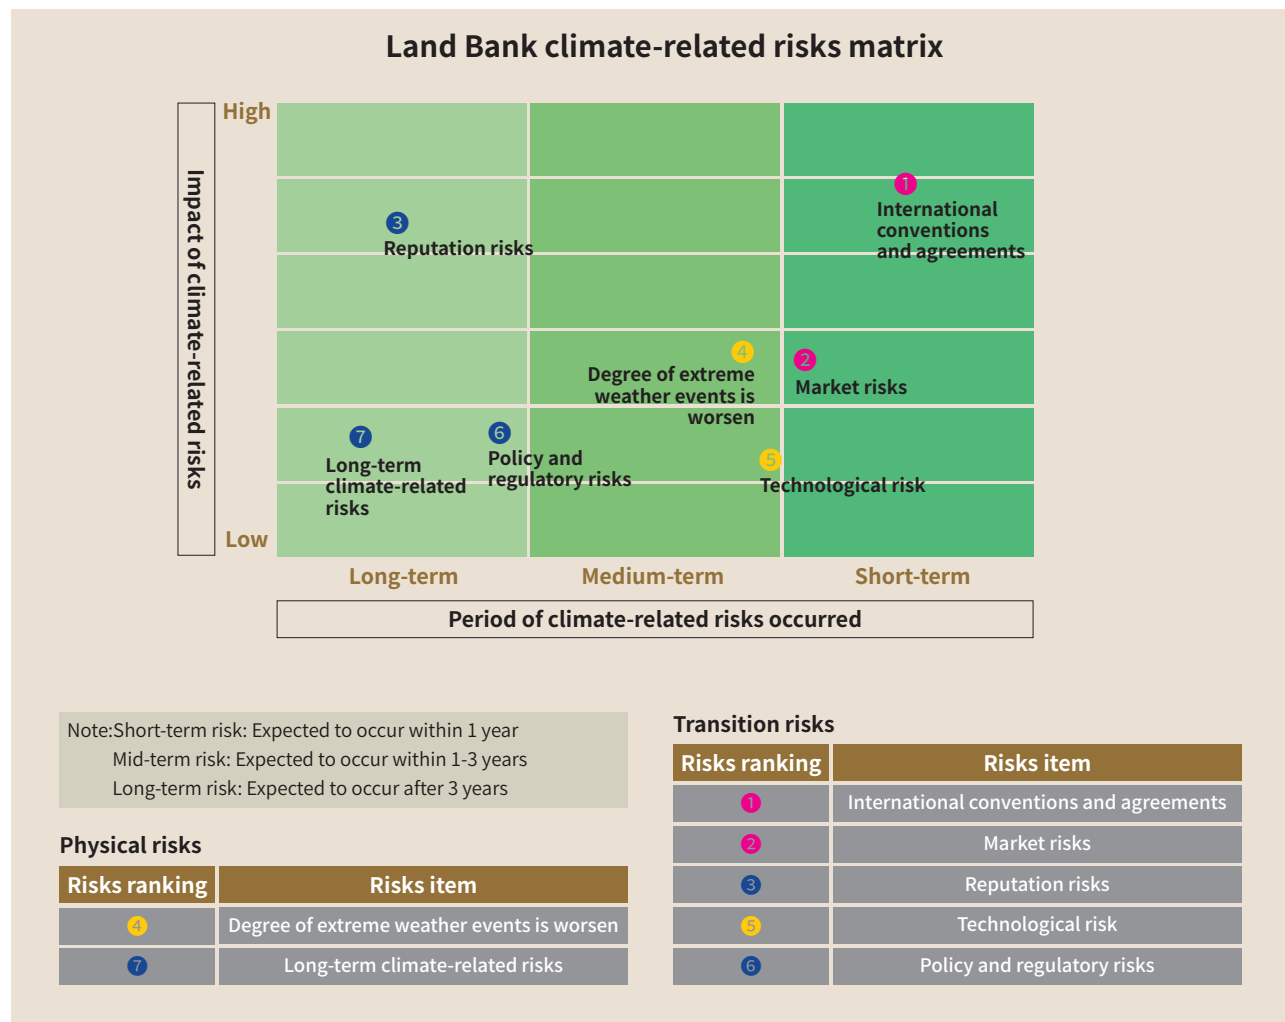 Land Bank climate-related risks matrix
High
Impact of climate-related risks
1
International
conventions
and agreements
3
Reputation risks
4
Degree of extreme
weather events is
worsen
2
Market risks
7
Long-term
climate-related
risks
6
Policy and
regulatory risks
5
Technological risk
Low
Long-term
Medium-term
Short-term
Period of climate-related risks occurred
Note:Short-term risk: Expected to occur within 1 year
Mid-term risk: Expected to occur within 1-3 years
Long-term risk: Expected to occur after 3 years
Physical risks
Risks ranking Risks item
4 Degree of extreme weather events is worsen
7 Long-term climate-related risks
Transition risks
Risks ranking Risks item
1 International conventions and agreements
2 Market risks
3 Reputation risks
5 Technological risk
6 Policy and regulatory risks